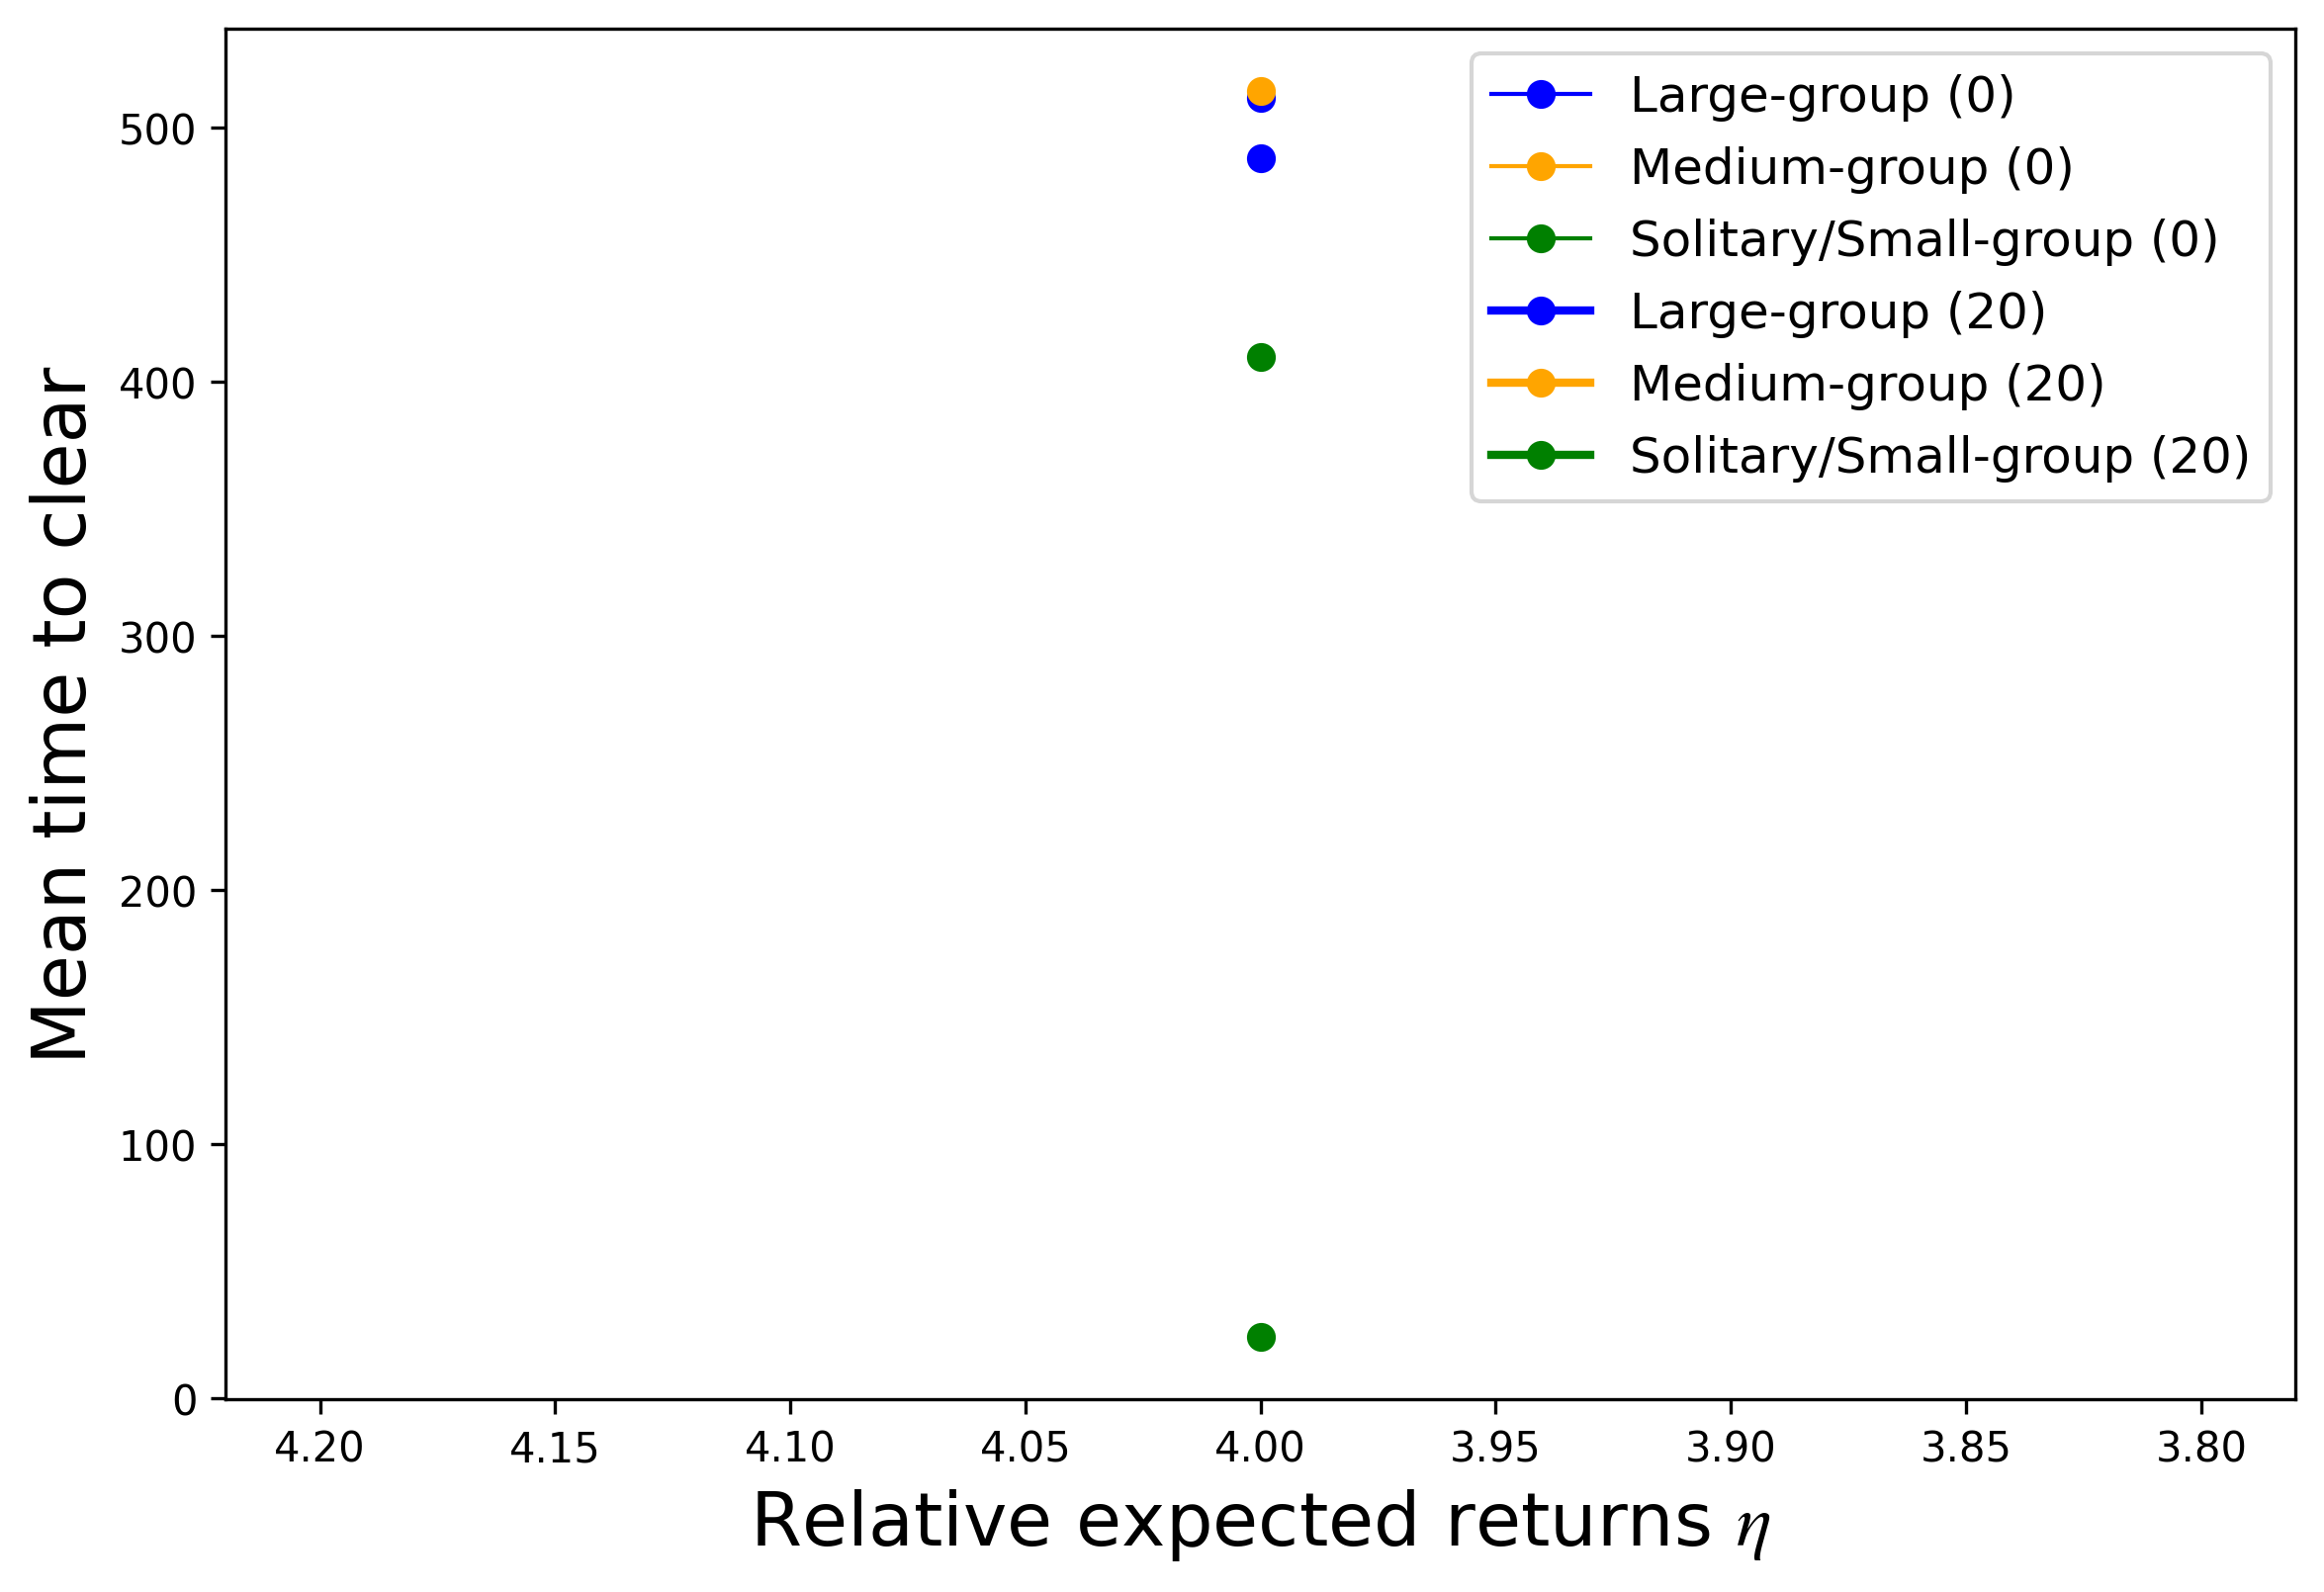 Large-group (0)
Medium-group (0)
Solitary/Small-group (0)
Large-group (20)
Medium-group (20)
Solitary/Small-group (20)
Mean time to clear
500
400
300
200
100
0
4.20 4.15 4.10 4.05 4.00 3.95 3.90 3.85 3.80
Relative expected returns η